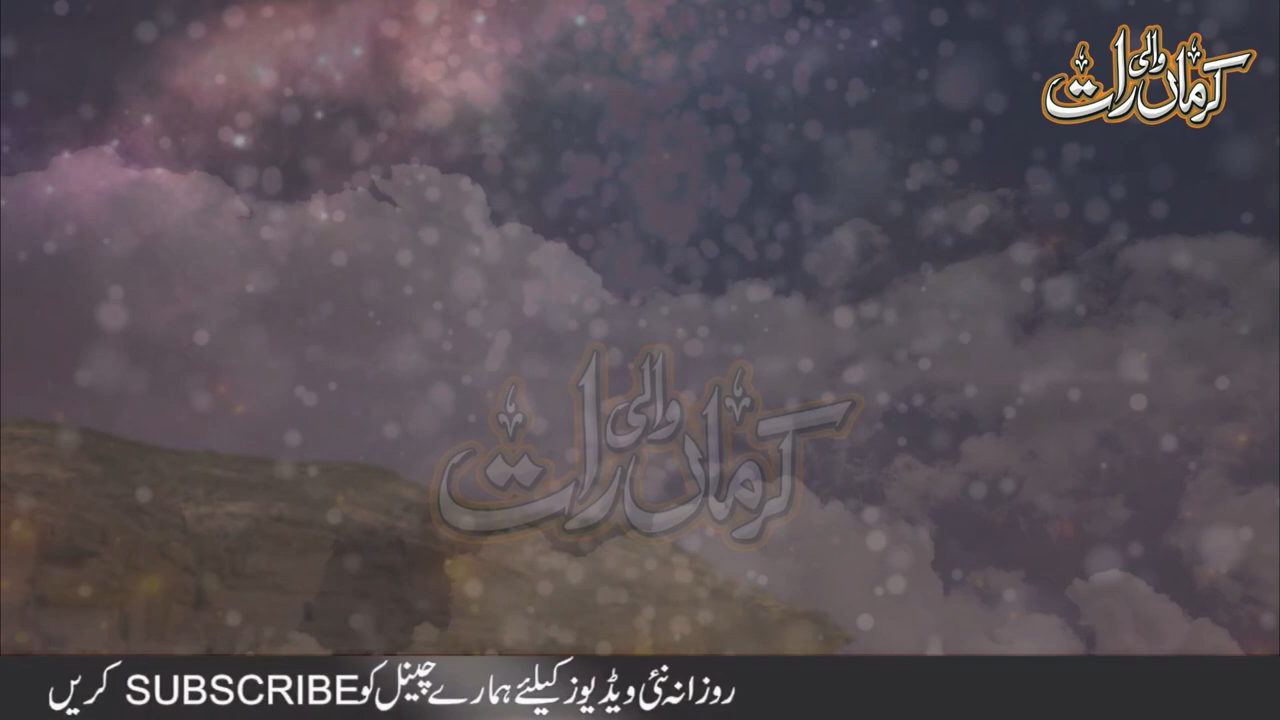 کرماں والی رات
کرماں والی رات
روزانہ نئی ویڈیوز کیلئے ہمارے چینل کو SUBSCRIBE کریں